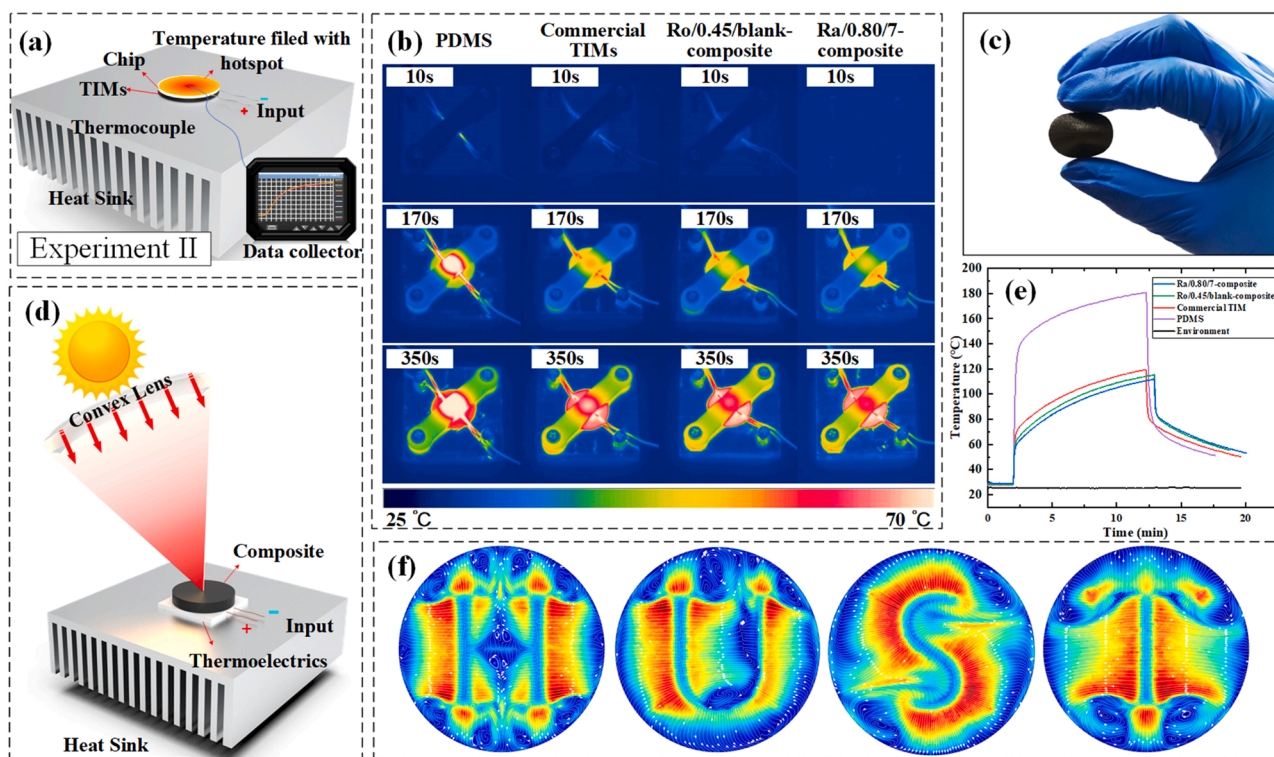 (a)
Temperature filed with
hotspot
Chip
TIMs
Input
Thermocouple
Heat Sink
Experiment II
Data collector
(b)
PDMS
Commercial
TIMs
Ro/0.45/blank-
composite
Ra/0.80/7-
composite
10s
10s
10s
10s
170s
170s
170s
170s
350s
350s
350s
350s
25 °C
70 °C
(c)
(d)
Convex Lens
Composite
Input
Thermoelectrics
Heat Sink
(e)
Ra/0.80/7-composite
Ro/0.45/blank-composite
Commercial TIM
PDMS
Environment
Temperature (°C)
200
180
160
140
120
100
80
60
40
20
0
5
10
15
20
Time (min)
(f)